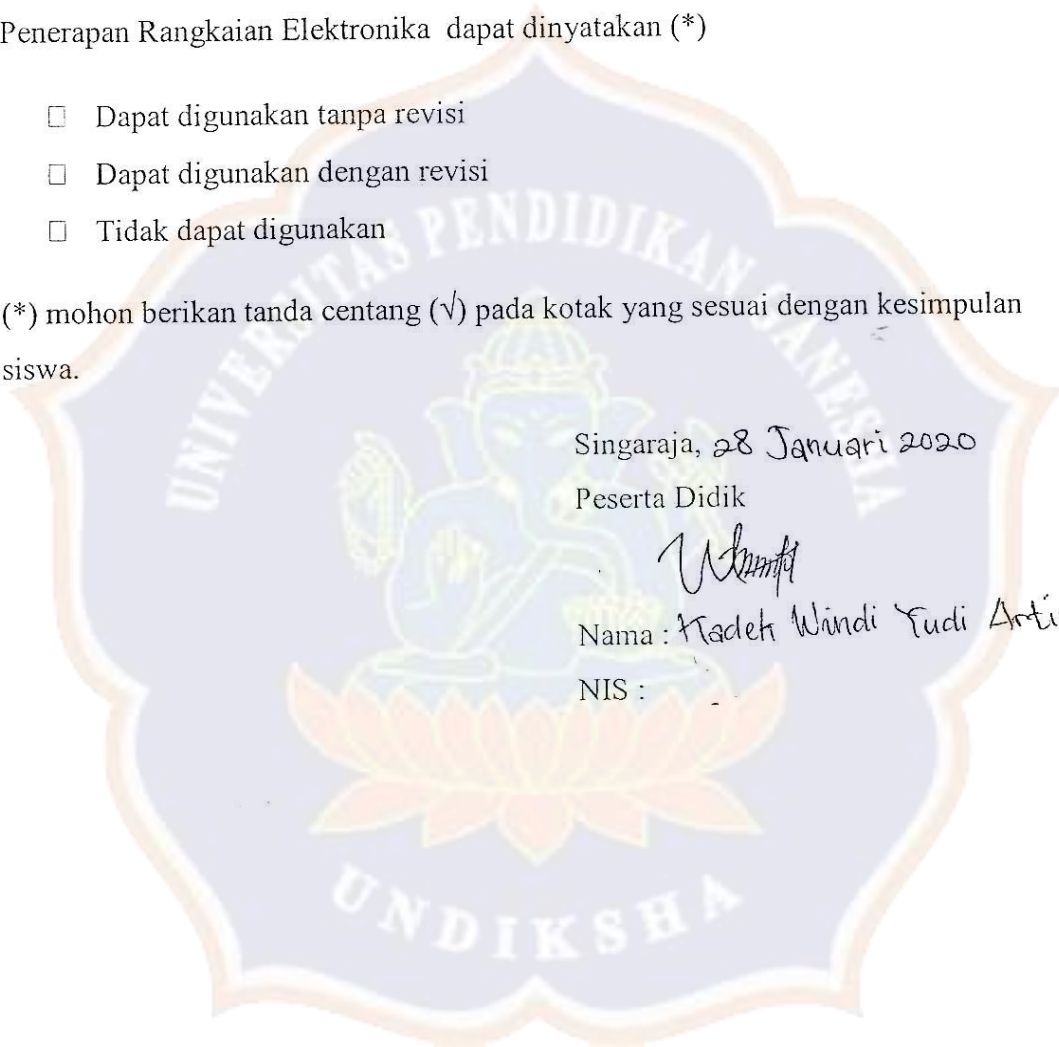 Penerapan Rangkaian Elektronika dapat dinyatakan (*)
□ Dapat digunakan tanpa revisi
□ Dapat digunakan dengan revisi
□ Tidak dapat digunakan
(*) mohon berikan tanda centang (√) pada kotak yang sesuai dengan kesimpulan
siswa.
Singaraja, 28 Januari 2020
Peserta Didik
Nama : Kadek Windi Yudi Arti
NIS :
UNIVERSITAS PENDIDIKAN GANESHA
UNDIKSHA